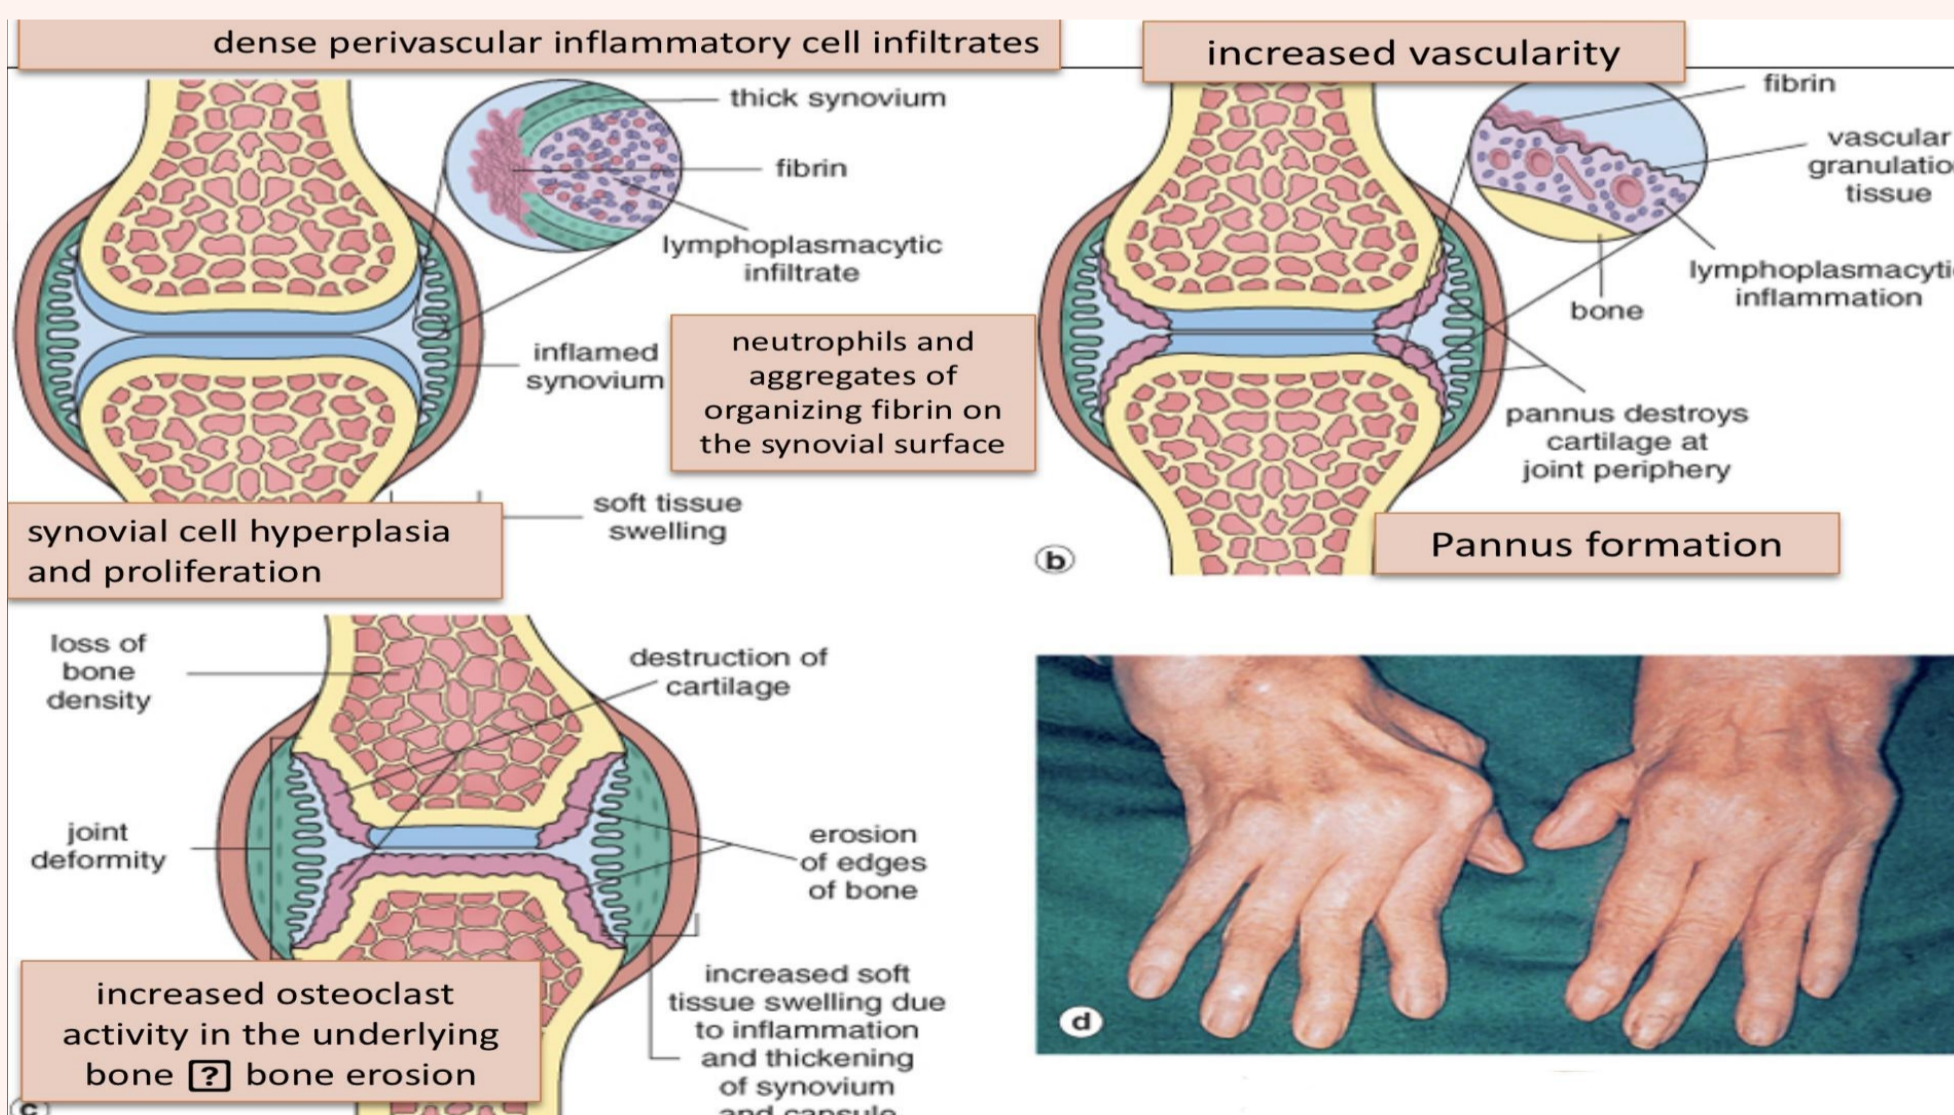 dense perivascular inflammatory cell infiltrates
thick synovium
fibrin
lymphoplasmacytic
infiltrate
inflamed
synovium
neutrophils and
aggregates of
organizing fibrin on
the synovial surface
soft tissue
swelling
synovial cell hyperplasia
and proliferation
increased vascularity
fibrin
vascular
granulatio
tissue
lymphoplasmacyti
inflammation
bone
pannus destroys
cartilage at
joint periphery
b
Pannus formation
loss of
bone
density
destruction of
cartilage
joint
deformity
erosion
of edges
of bone
increased soft
tissue swelling due
to inflammation
and thickening
of synovium
and capsule
increased osteoclast
activity in the underlying
bone ? bone erosion
c
d